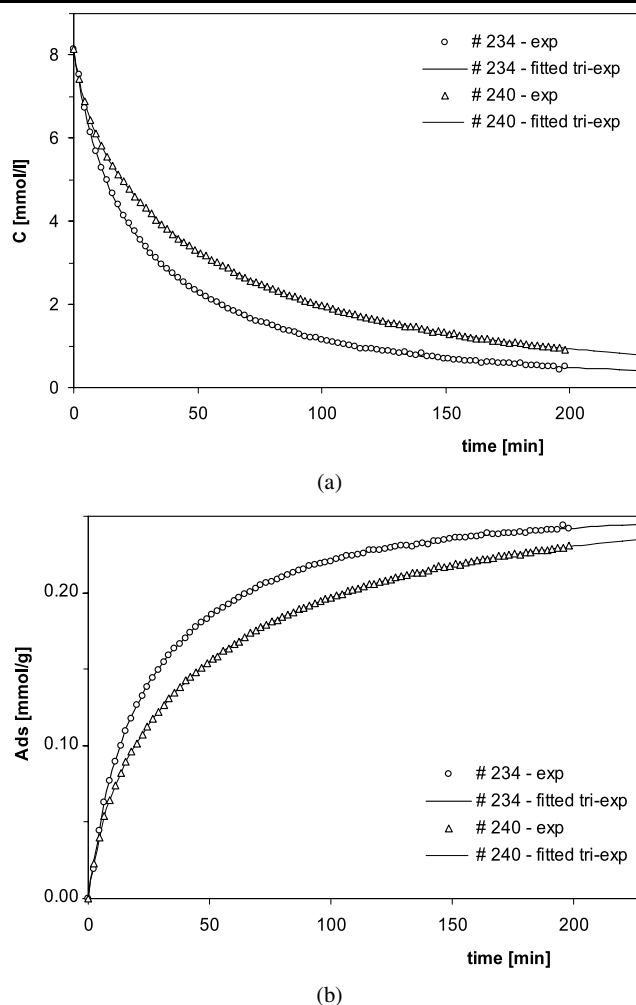 8
6
4
2
0
C [mmol/l]
# 234 - exp
# 234 - fitted tri-exp
# 240 - exp
# 240 - fitted tri-exp
0 50 100 150 200
time [min]
(a)
0.20
0.10
0.00
Ads [mmol/g]
# 234 - exp
# 234 - fitted tri-exp
# 240 - exp
# 240 - fitted tri-exp
0 50 100 150 200
time [min]
(b)